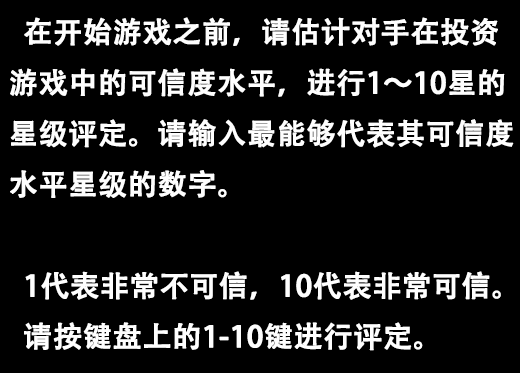 在开始游戏之前，请估计对手在投资
游戏中的可信度水平，进行1～10星的
星级评定。请输入最能够代表其可信度
水平星级的数字。
1代表非常不可信，10代表非常可信。
请按键盘上的1-10键进行评定。